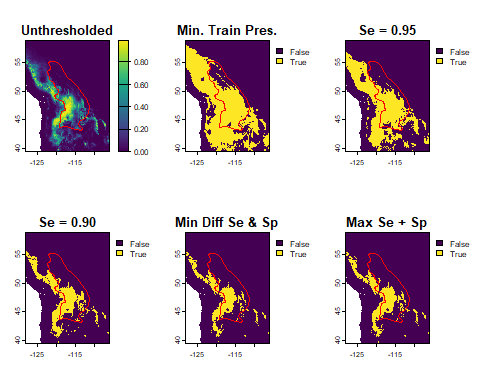 Unthresholded
Min. Train Pres.
Se = 0.95
55
50
45
40
-125
-115
0.80
0.60
0.40
0.20
0.00
55
50
45
40
-125
-115
False
True
55
50
45
40
-125
-115
False
True
Se = 0.90
Min Diff Se & Sp
Max Se + Sp
55
50
45
40
-125
-115
False
True
55
50
45
40
-125
-115
False
True
55
50
45
40
-125
-115
False
True